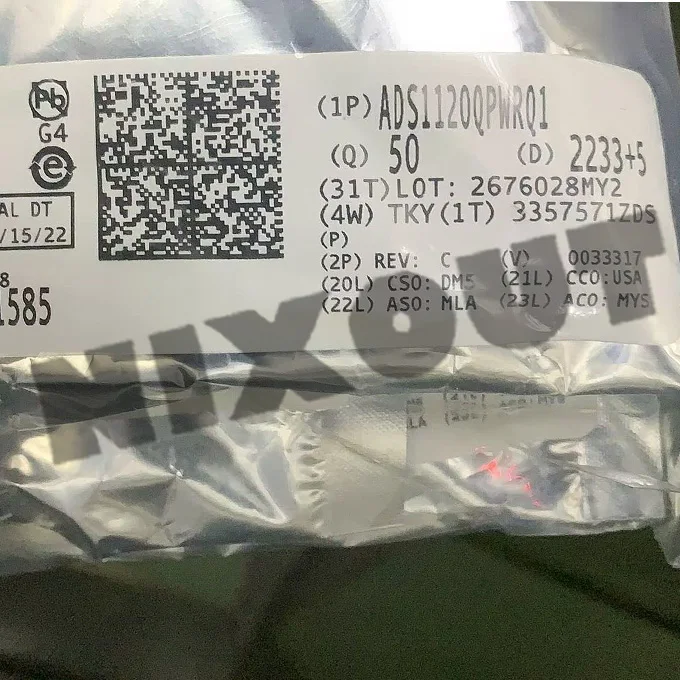 Pb
G4
e
AL DT
/15/22
8
1585
(1P) ADS1120QPWRQ1
(Q) 50 (D) 2233+5
(31T) LOT: 2676028MY2
(4W) TKY(1T) 3357571ZDS
(P)
(2P) REV: C (V) 0033317
(20L) CSO: DM5 (21L) CCO:USA
(22L) ASO: MLA (23L) ACO: MYS
NIXOUT